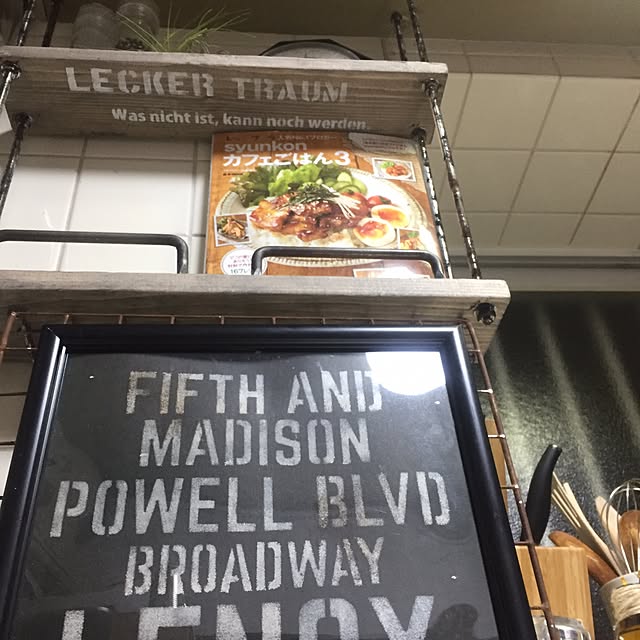 LECKER TRAUM
Was nicht ist, kann noch werden.
syunkon
カフェごはん3
FIFTH AND
MADISON
POWELL BLVD
BROADWAY
LENOX